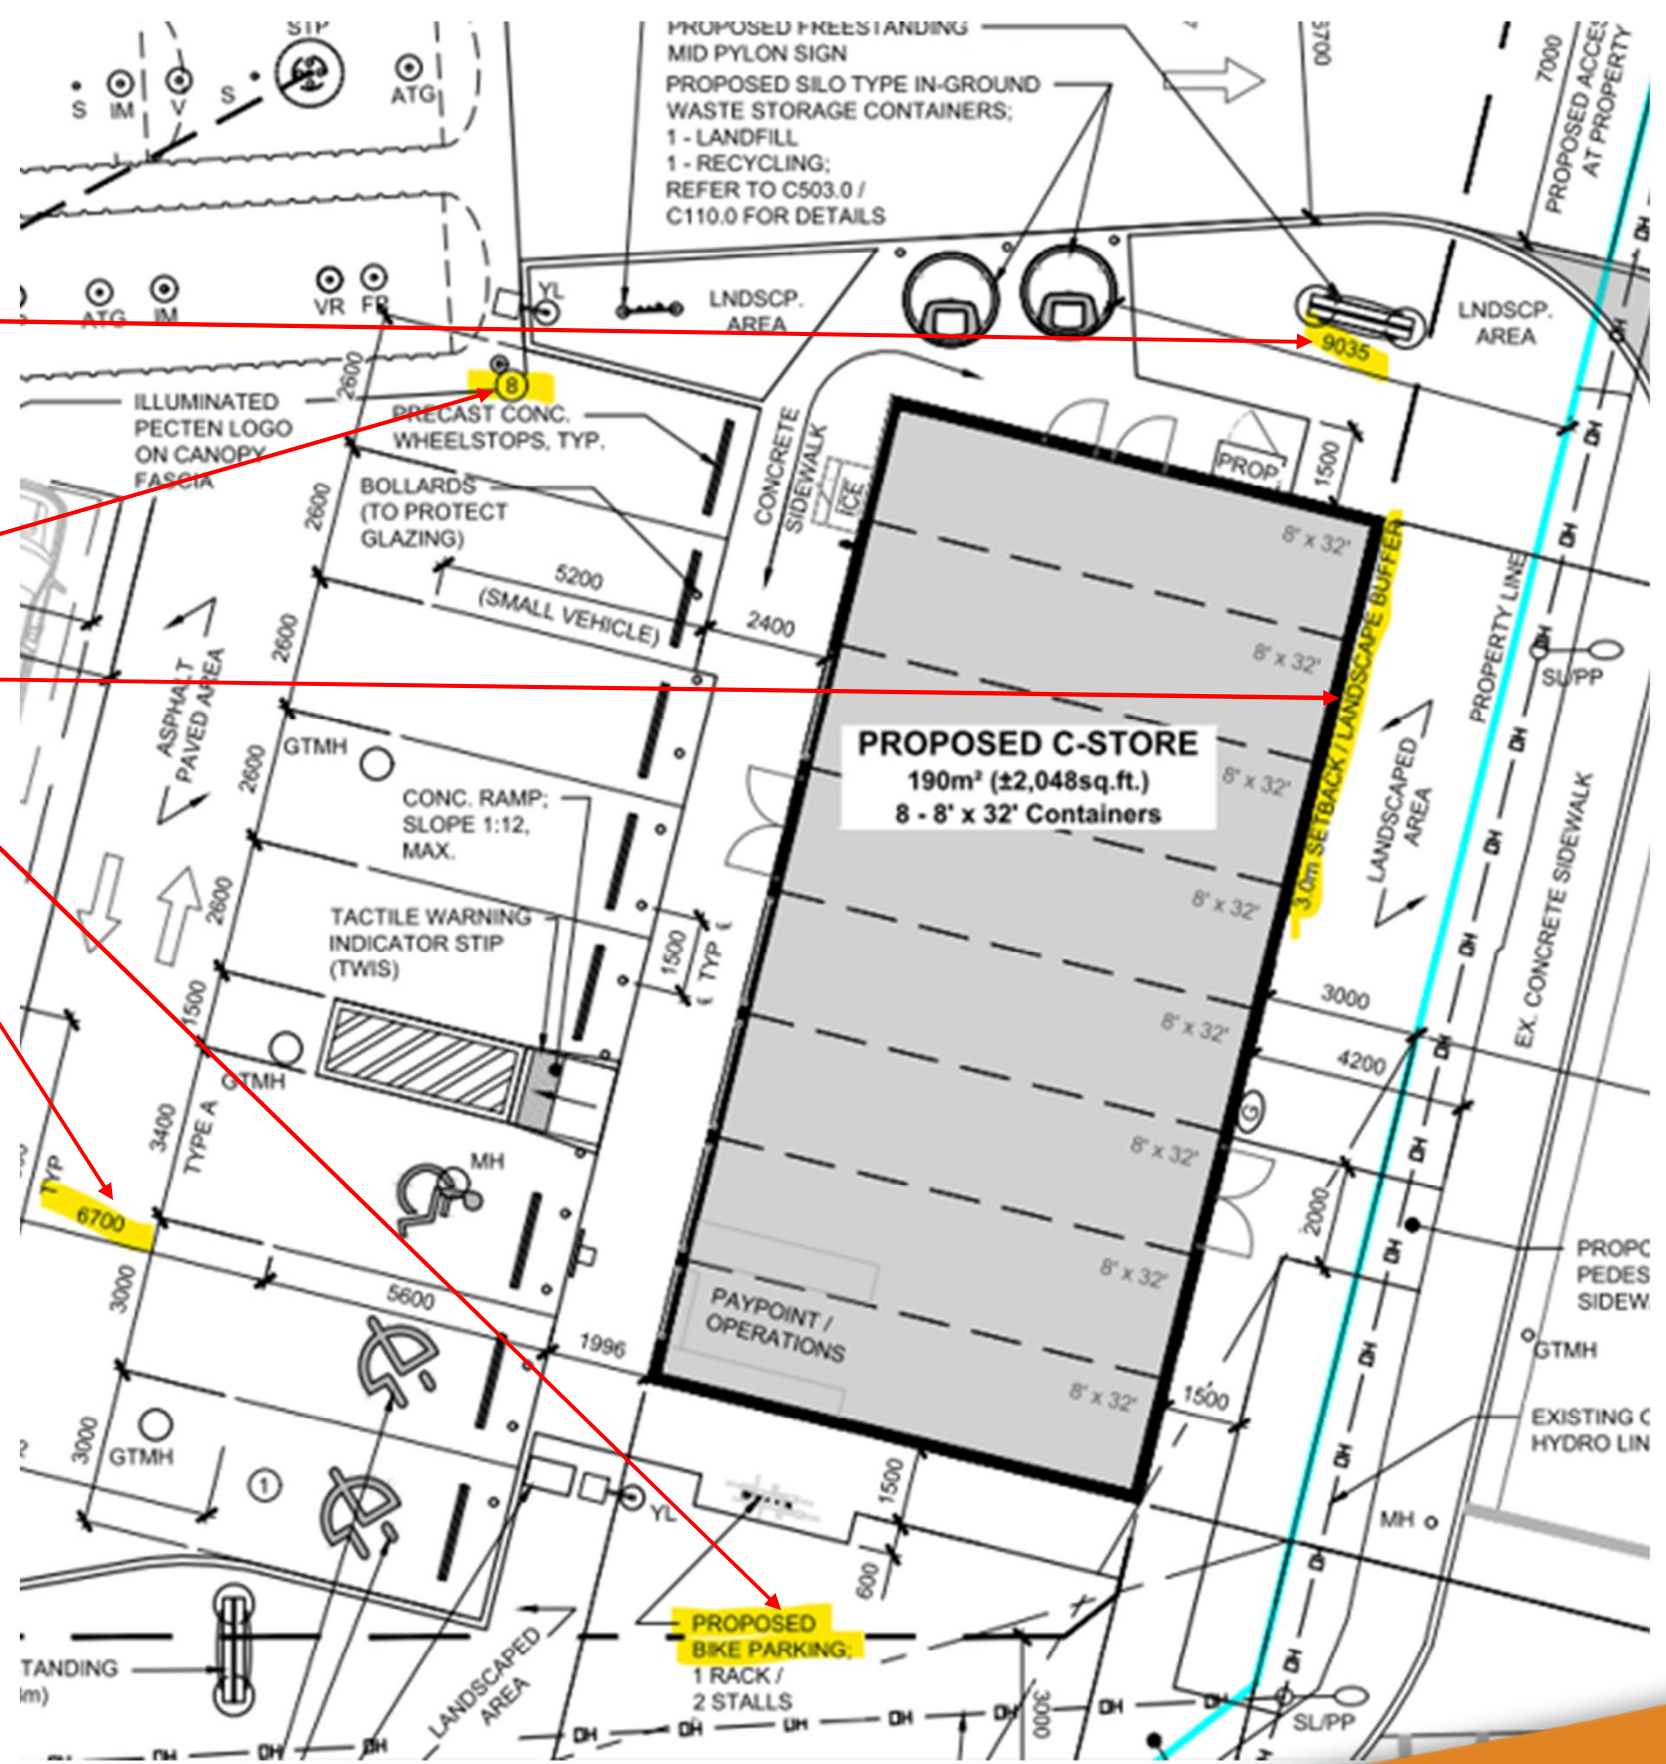 STP
S
IM
V
S
ATG
PROPOSED FREESTANDING
MID PYLON SIGN
PROPOSED SILO TYPE IN-GROUND
WASTE STORAGE CONTAINERS;
1 - LANDFILL
1 - RECYCLING;
REFER TO C503.0 /
C110.0 FOR DETAILS
7000
AT PROPERTY
ATG
IM
VR
FP
YL
LNDSCP.
AREA
LNDSCP.
AREA
9035
2600
8
ILLUMINATED
PECTEN LOGO
ON CANOPY
FASCIA
PRECAST CONC.
WHEELSTOPS, TYP.
CONCRETE
SIDEWALK
ICE
PROP
1500
BOLLARDS
(TO PROTECT
GLAZING)
2600
5200
(SMALL VEHICLE)
2400
8' x 32'
8' x 32'
8' x 32'
8' x 32'
8' x 32'
8' x 32'
8' x 32'
8' x 32'
3.0m SETBACK / LANDSCAPE BUFFER
PROPERTY LINE
DH
SL/PP
2600
ASPHALT
PAVED AREA
GTMH
2600
PROPOSED C-STORE
190m² (±2,048sq.ft.)
8 - 8' x 32' Containers
LANDSCAPED
AREA
EX. CONCRETE SIDEWALK
CONC. RAMP;
SLOPE 1:12,
MAX.
2600
TACTILE WARNING
INDICATOR STIP
(TWIS)
1500
TYP
1500
GTMH
3000
4200
3400
TYPE A
MH
G
2000
TYP
6700
3000
5600
1996
PAYPOINT /
OPERATIONS
1500
GTMH
3000
GTMH
1
YL
1500
600
MH
EXISTING
HYDRO LIN
PROPOSED
BIKE PARKING;
1 RACK /
2 STALLS
LANDSCAPED
AREA
TANDING
3000
DH
DH
DH
DH
SL/PP